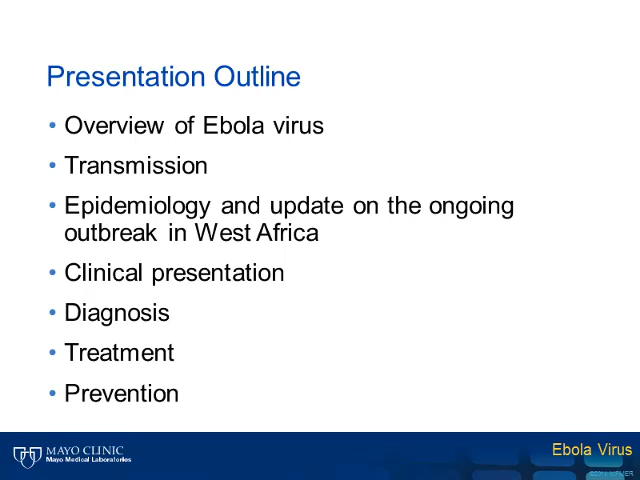 Presentation Outline
• Overview of Ebola virus
• Transmission
• Epidemiology and update on the ongoing
outbreak in West Africa
• Clinical presentation
• Diagnosis
• Treatment
• Prevention
MAYO CLINIC
Mayo Medical Laboratories
Ebola Virus